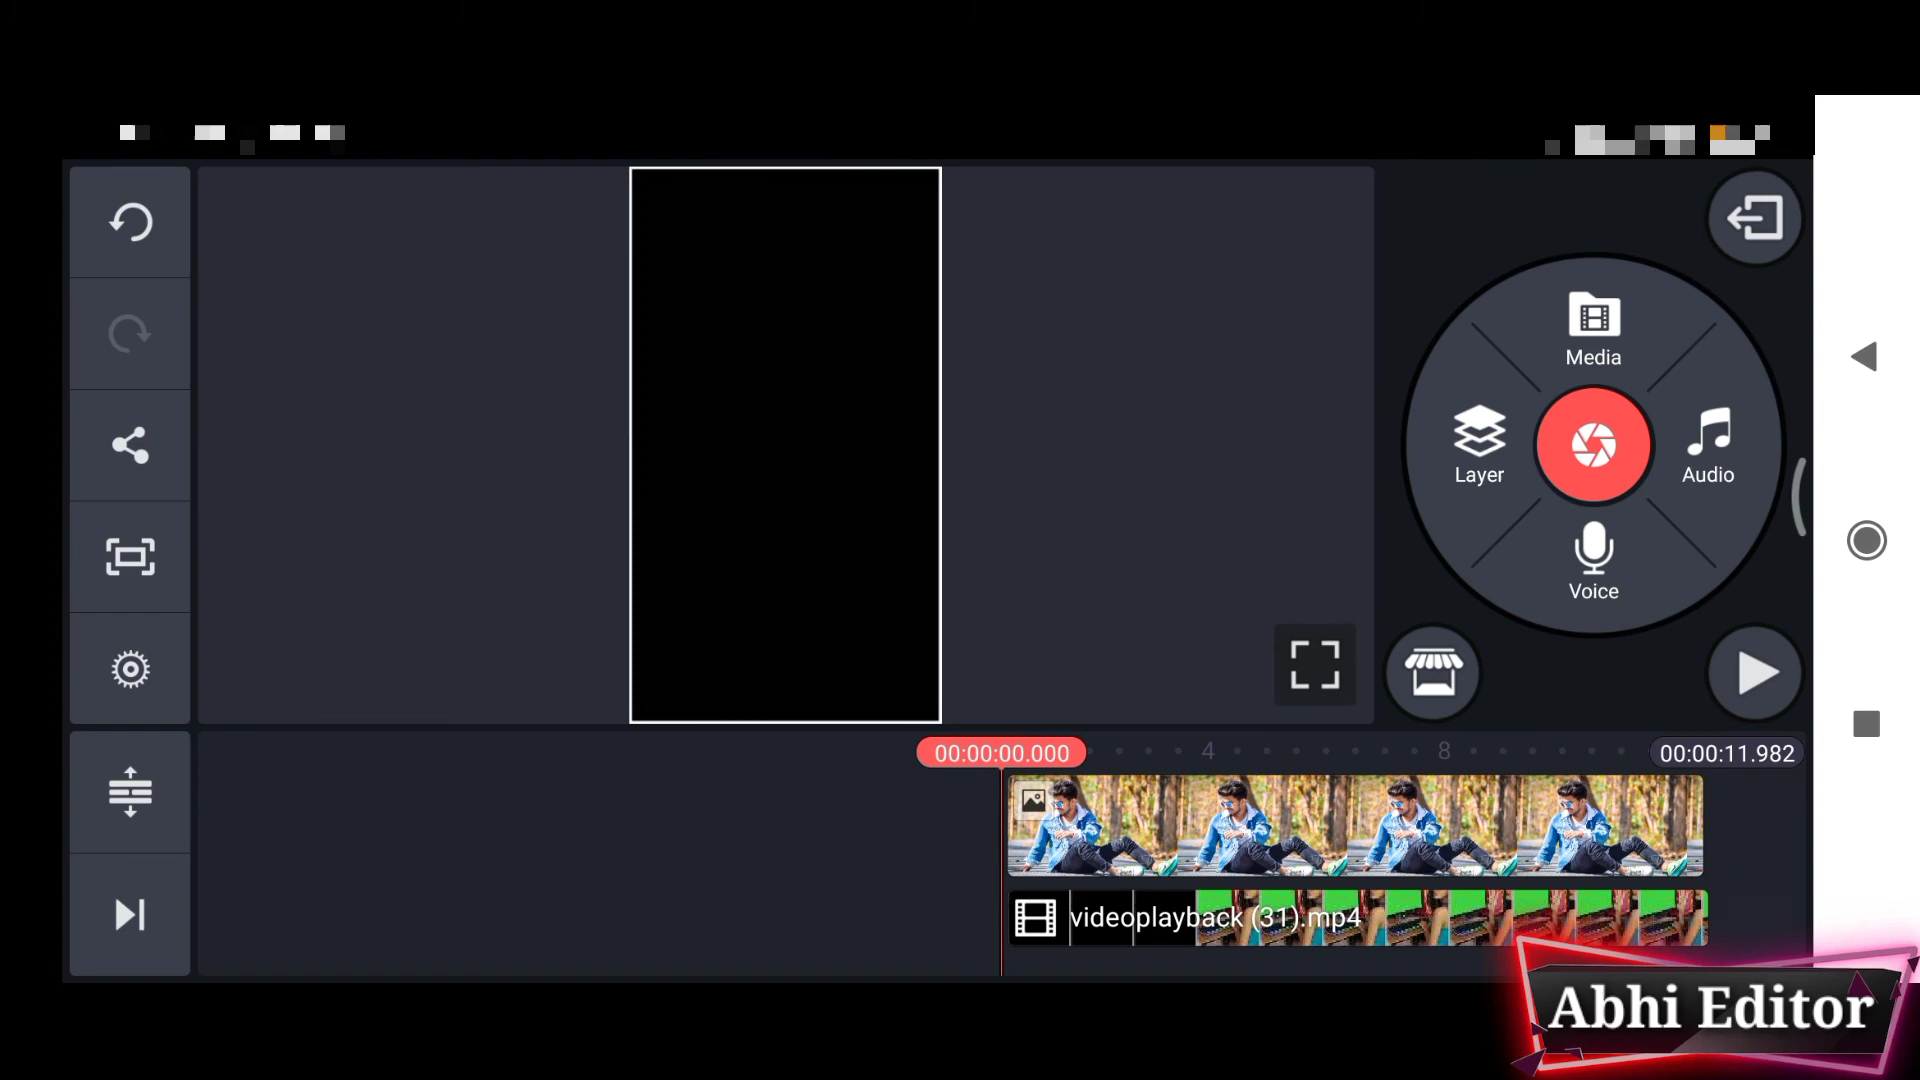 Media
Layer
Audio
Voice
00:00:00.000
4
8
00:00:11.982
videoplayback (31).mp4
Abhi Editor